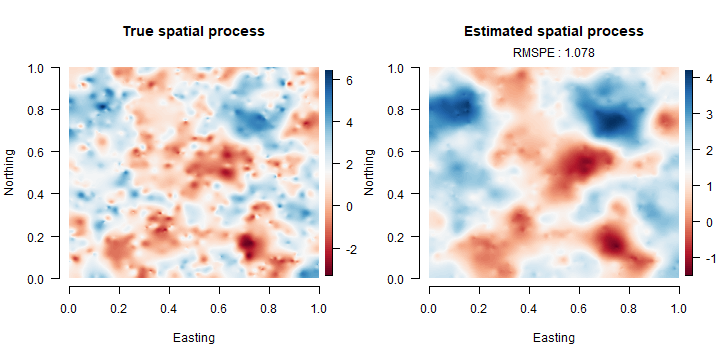 True spatial process
Estimated spatial process
RMSPE : 1.078
Northing
1.0
0.8
0.6
0.4
0.2
0.0
0.0 0.2 0.4 0.6 0.8 1.0
Easting
6
4
2
0
-2
Northing
1.0
0.8
0.6
0.4
0.2
0.0
0.0 0.2 0.4 0.6 0.8 1.0
Easting
4
3
2
1
0
-1